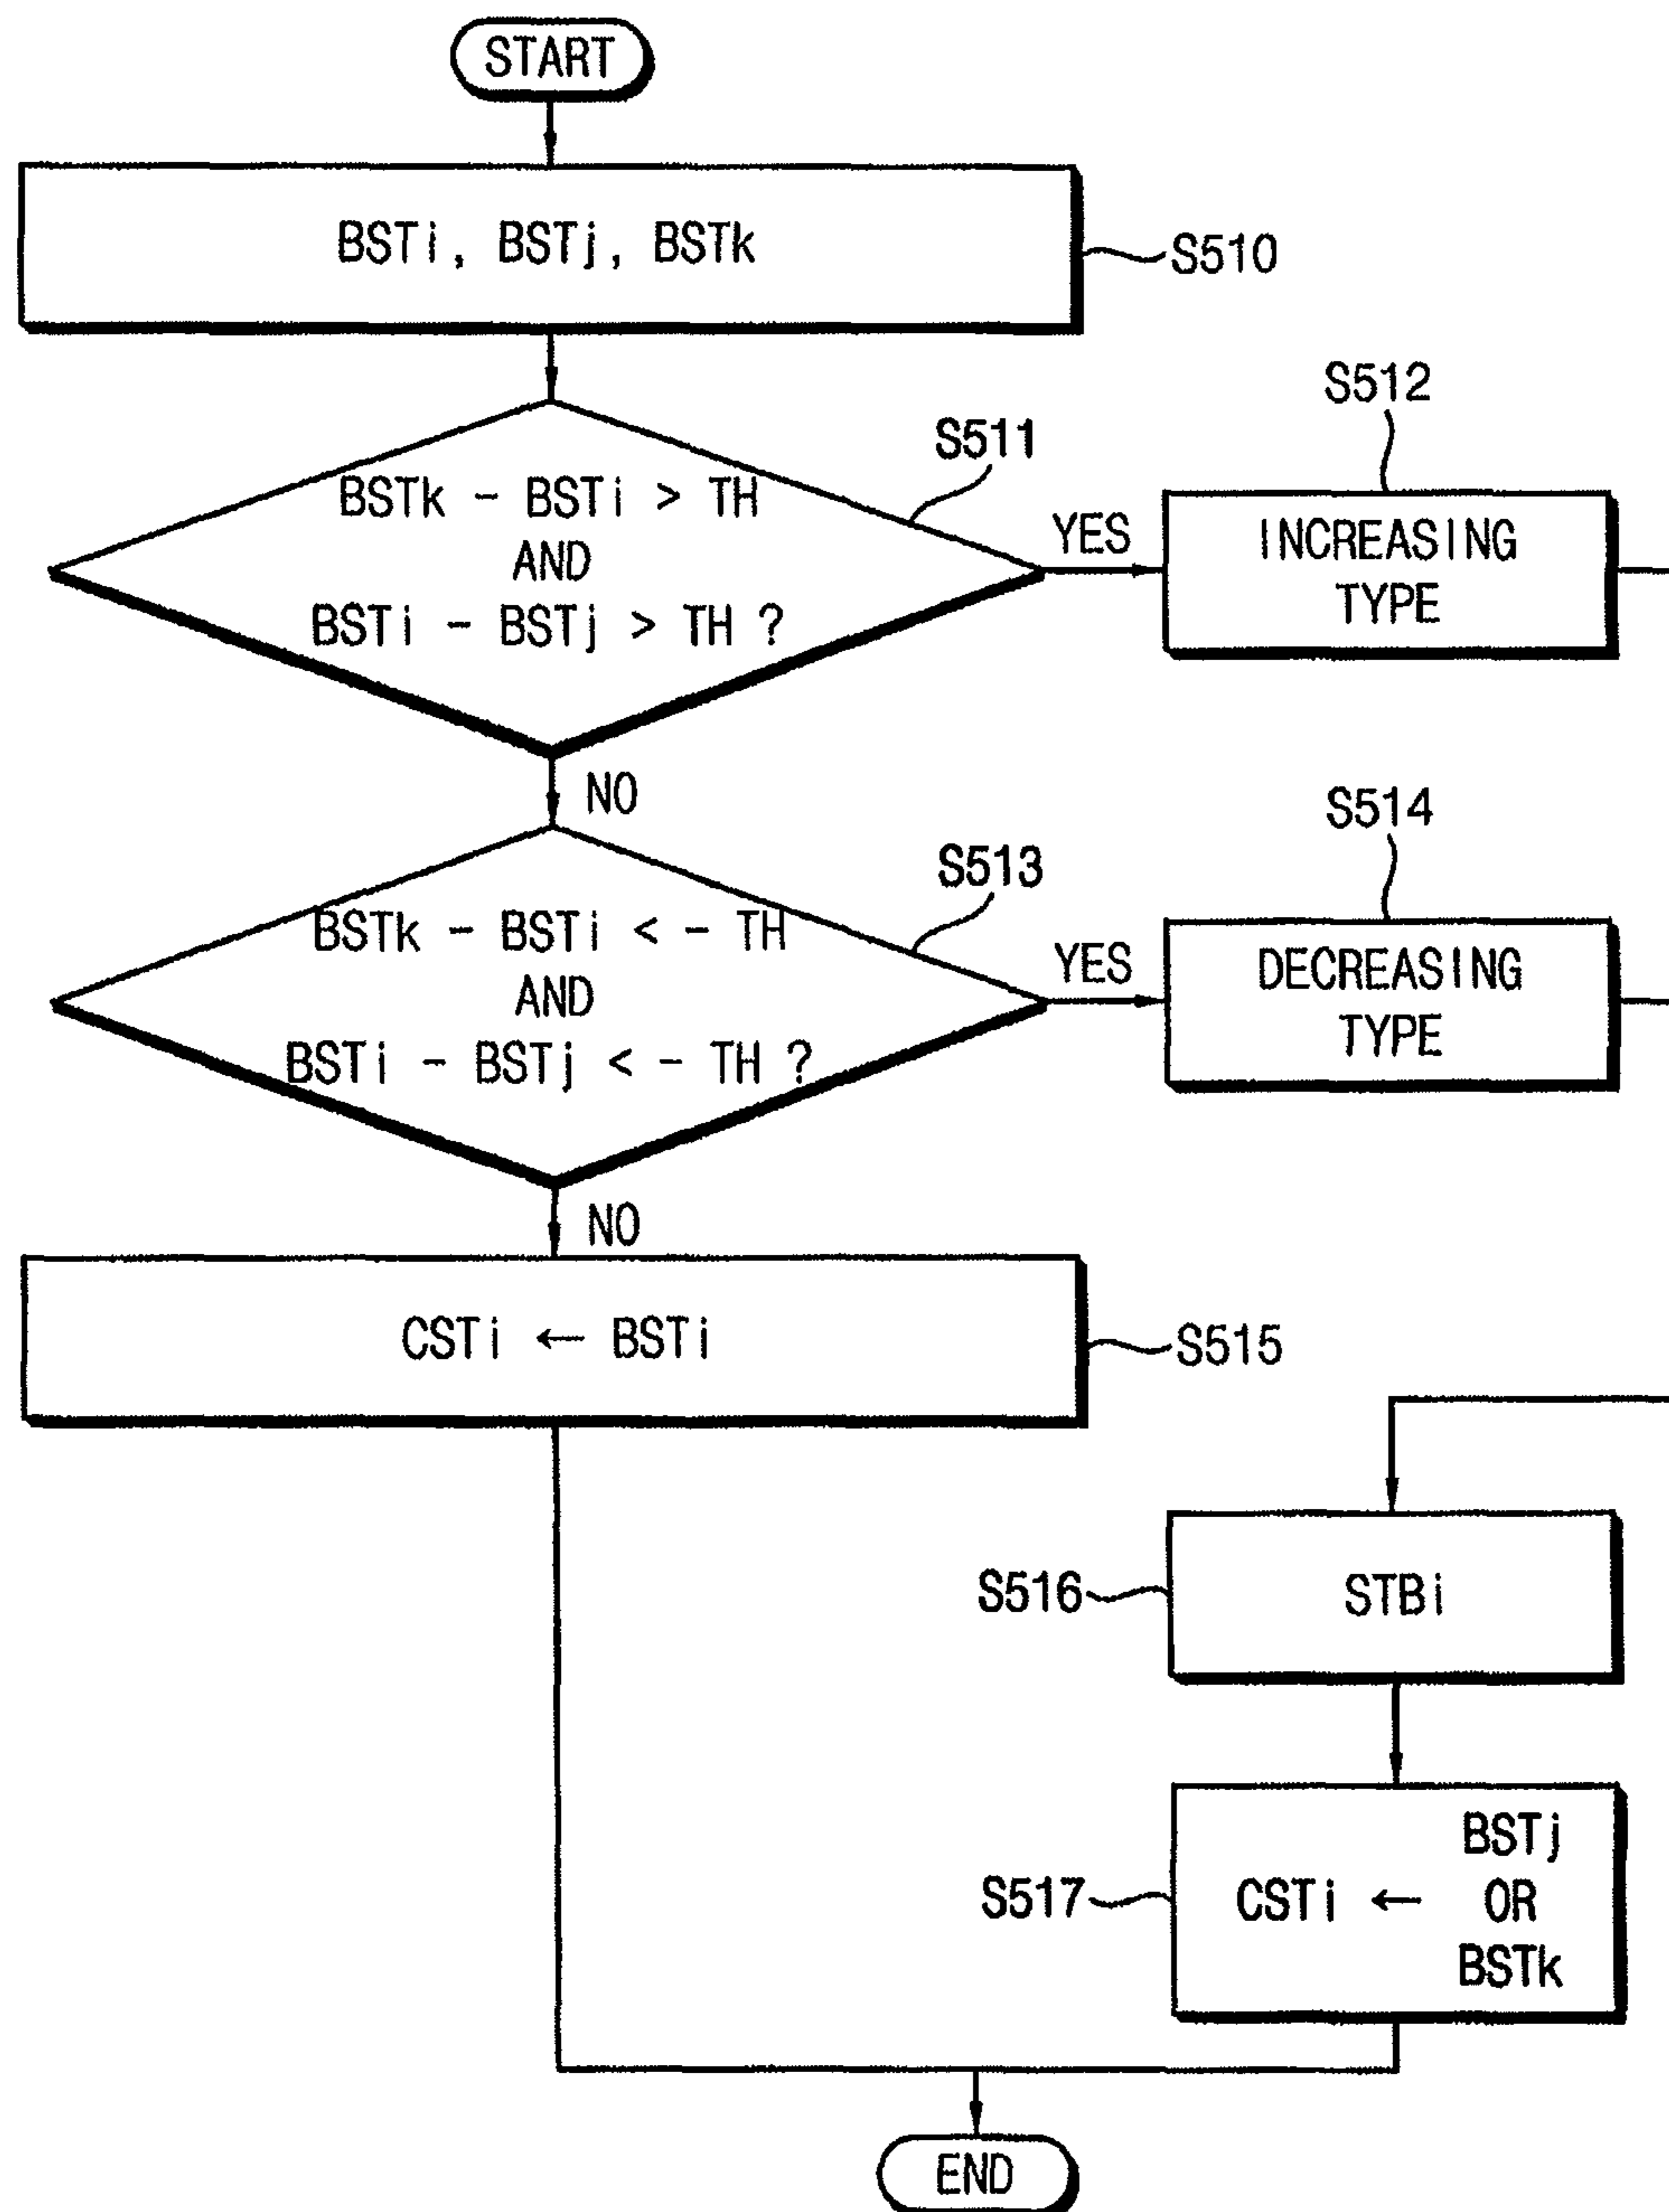 START
BSTi, BSTj, BSTk
S510
BSTk - BSTi > TH
AND
BSTi - BSTj > TH ?
S511
YES
S512
INCREASING
TYPE
NO
BSTk - BSTi < - TH
AND
BSTi - BSTj < - TH ?
S513
YES
S514
DECREASING
TYPE
NO
CSTi ← BSTi
S515
S516
STBi
S517
CSTi ←
BSTj
OR
BSTk
END